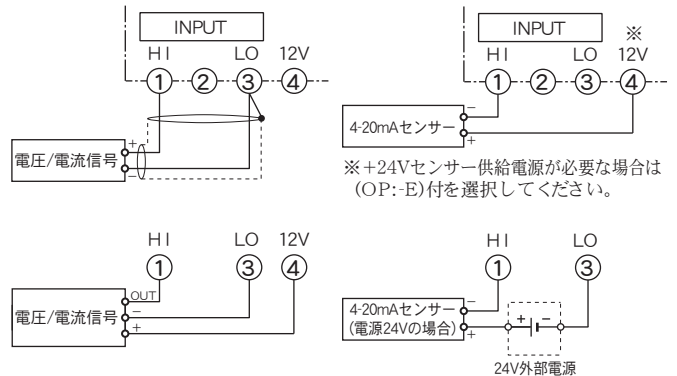 INPUT
HI LO 12V
① ② ③ ④
電圧/電流信号
+
−
INPUT
※
HI LO 12V
① ② ③ ④
4-20mAセンサー
−
+
※+24Vセンサー供給電源が必要な場合は
(OP:-E)付を選択してください。
HI LO 12V
① ③ ④
電圧/電流信号
OUT
−
+
HI LO
① ③
4-20mAセンサー
(電源24Vの場合)
−
+
+ −
24V外部電源